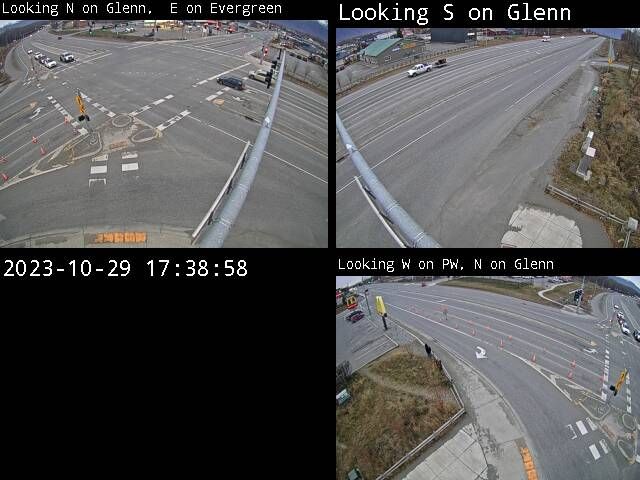 Looking N on Glenn,  E on Evergreen
Looking S on Glenn
2023-10-29 17:38:58
Looking W on PW, N on Glenn